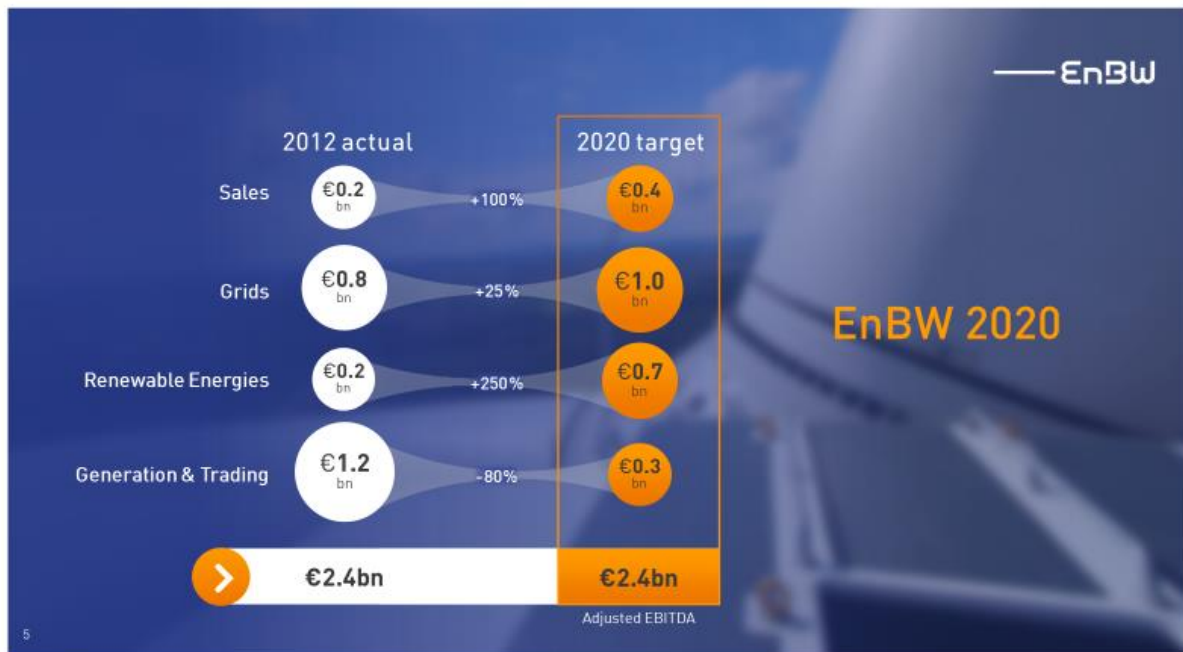 EnBW
2012 actual
2020 target
Sales
€0.2
bn
+100%
€0.4
bn
Grids
€0.8
bn
+25%
€1.0
bn
EnBW 2020
Renewable Energies
€0.2
bn
+250%
€0.7
bn
Generation & Trading
€1.2
bn
-80%
€0.3
bn
€2.4bn
€2.4bn
Adjusted EBITDA
5